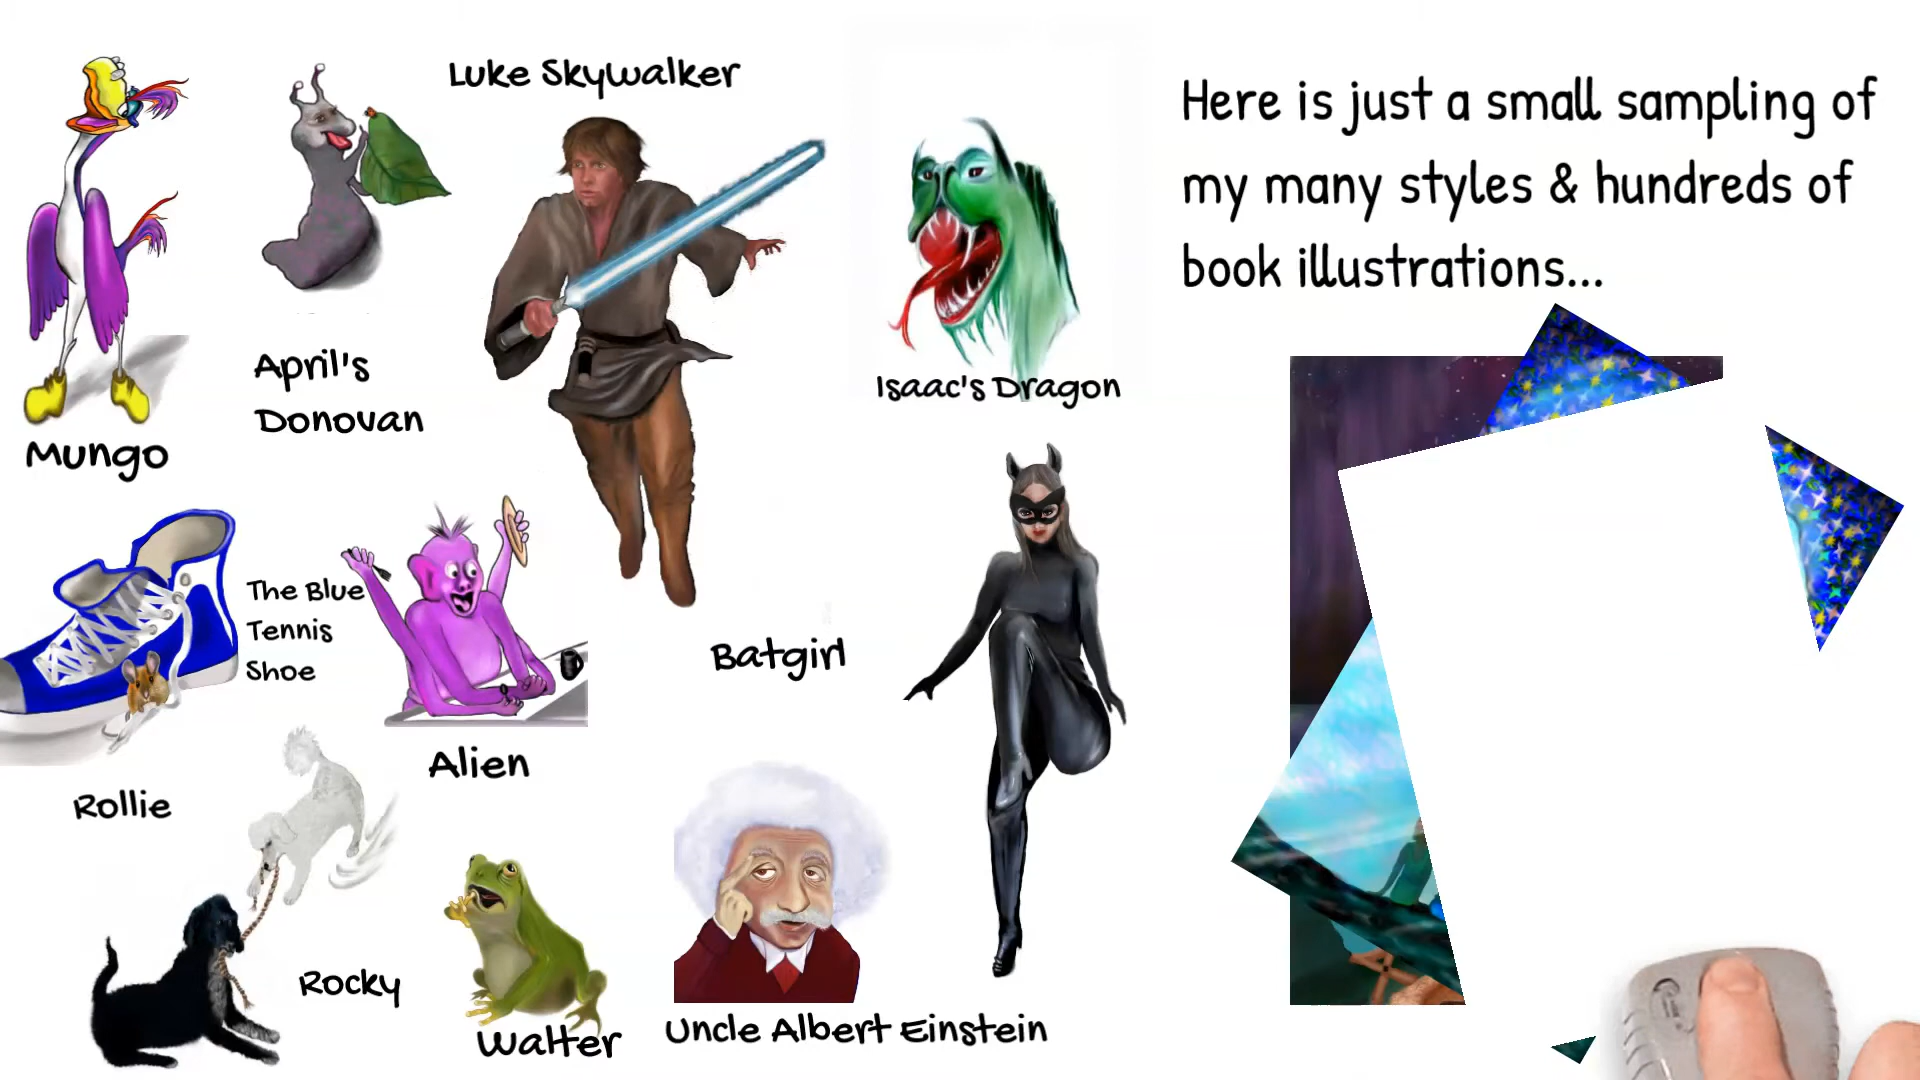 Luke Skywalker
Here is just a small sampling of
my many styles & hundreds of
book illustrations...
April's
Donovan
Isaac's Dragon
Mungo
The Blue
Tennis
Shoe
Batgirl
Alien
Rollie
Rocky
Walter
Uncle Albert Einstein